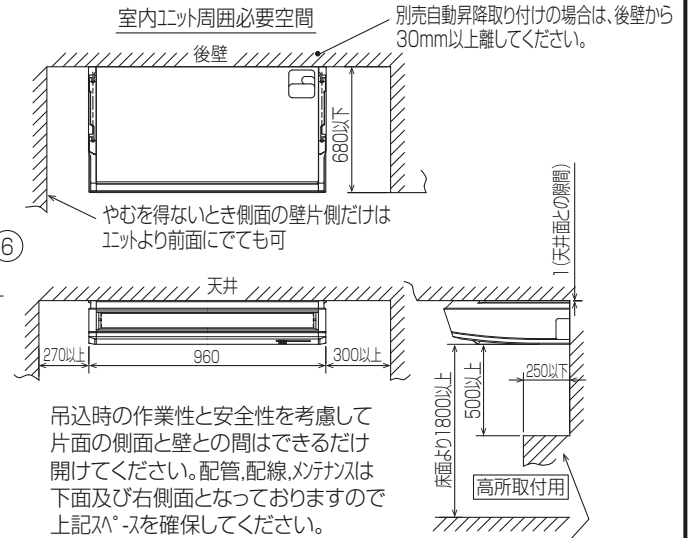 室内ユニット周囲必要空間
別売自動昇降取り付けの場合は、後壁から
30mm以上離してください。
後壁
680以下
やむを得ないとき側面の壁片側だけは
ユニットより前面にでても可
6
1(天井面との隙間)
天井
270以上
960
300以上
床面より1800以上
500以上
250以下
高所取付用
吊込時の作業性と安全性を考慮して
片面の側面と壁との間はできるだけ
開けてください。配管,配線,メンテナンスは
下面及び右側面となっておりますので
上記スペースを確保してください。